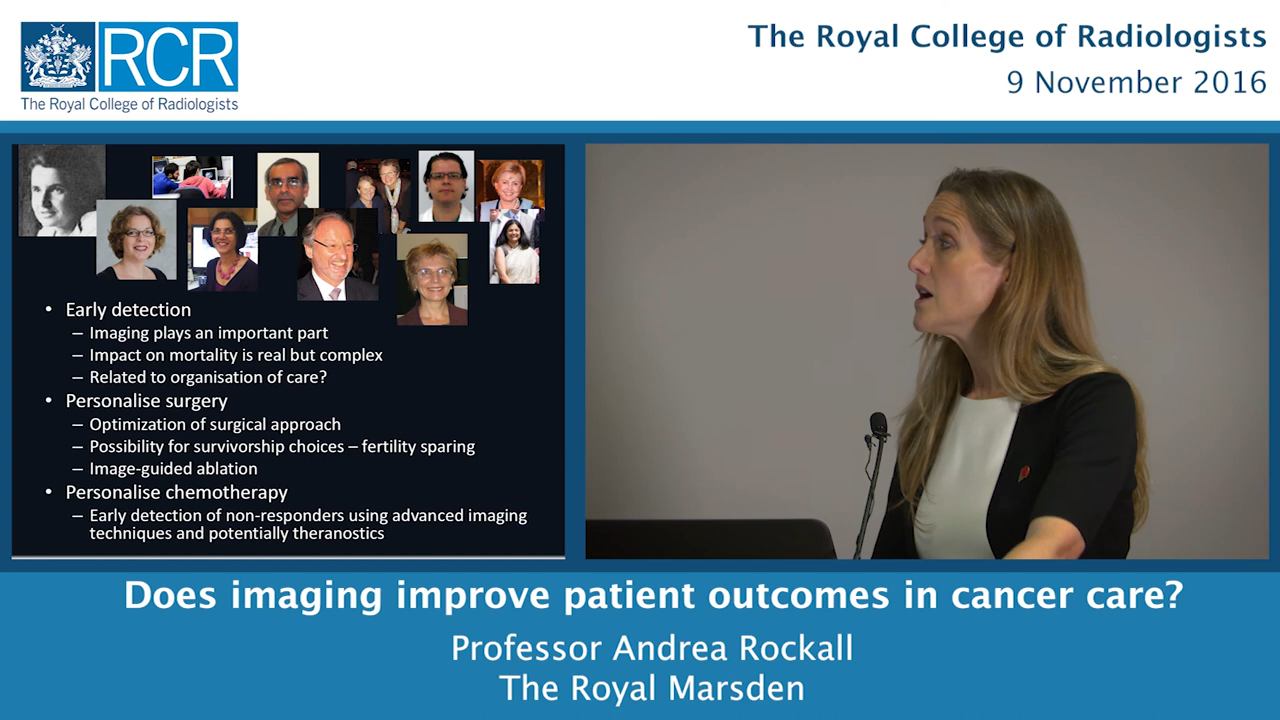 RCR
The Royal College of Radiologists
The Royal College of Radiologists
9 November 2016
• Early detection
– Imaging plays an important part
– Impact on mortality is real but complex
– Related to organisation of care?
• Personalise surgery
– Optimization of surgical approach
– Possibility for survivorship choices – fertility sparing
– Image-guided ablation
• Personalise chemotherapy
– Early detection of non-responders using advanced imaging
techniques and potentially theranostics
Does imaging improve patient outcomes in cancer care?
Professor Andrea Rockall
The Royal Marsden